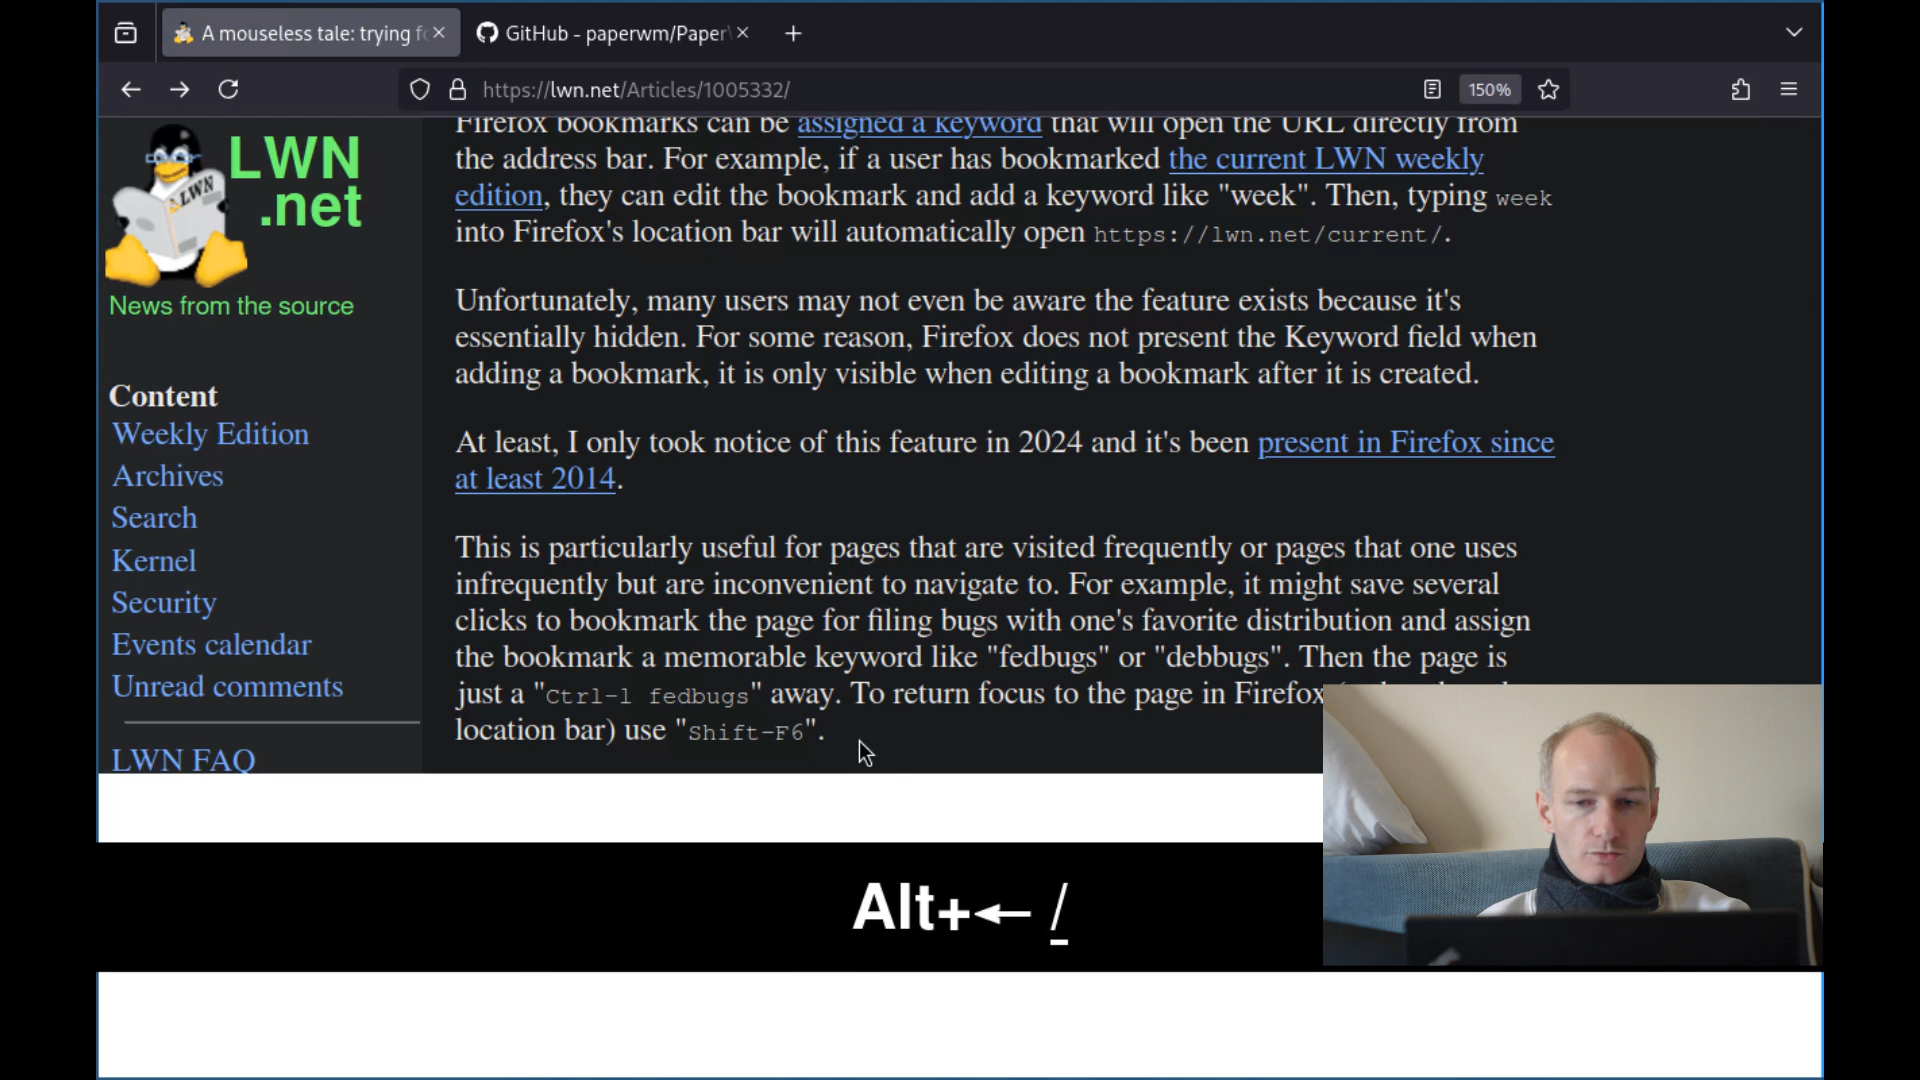 A mouseless tale: trying f
GitHub - paperwm/Paper
https://lwn.net/Articles/1005332/
150%
LWN
.net
News from the source
Content
Weekly Edition
Archives
Search
Kernel
Security
Events calendar
Unread comments
LWN FAQ
Firefox bookmarks can be assigned a keyword that will open the URL directly from
the address bar. For example, if a user has bookmarked the current LWN weekly
edition, they can edit the bookmark and add a keyword like "week". Then, typing week
into Firefox's location bar will automatically open https://lwn.net/current/.
Unfortunately, many users may not even be aware the feature exists because it's
essentially hidden. For some reason, Firefox does not present the Keyword field when
adding a bookmark, it is only visible when editing a bookmark after it is created.
At least, I only took notice of this feature in 2024 and it's been present in Firefox since
at least 2014.
This is particularly useful for pages that are visited frequently or pages that one uses
infrequently but are inconvenient to navigate to. For example, it might save several
clicks to bookmark the page for filing bugs with one's favorite distribution and assign
the bookmark a memorable keyword like "fedbugs" or "debbugs". Then the page is
just a "Ctrl-l fedbugs" away. To return focus to the page in Firefox
location bar) use "Shift-F6".
Alt+← /